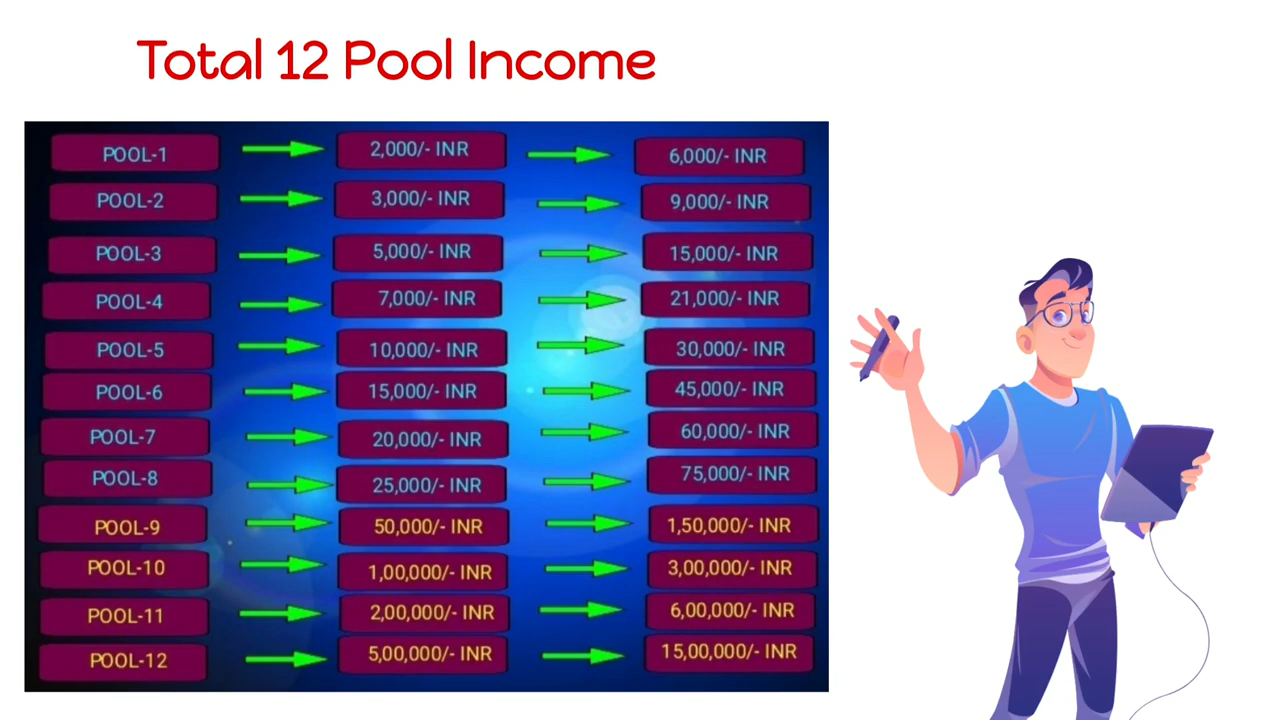 Total 12 Pool Income
POOL-1 2,000/- INR 6,000/- INR
POOL-2 3,000/- INR 9,000/- INR
POOL-3 5,000/- INR 15,000/- INR
POOL-4 7,000/- INR 21,000/- INR
POOL-5 10,000/- INR 30,000/- INR
POOL-6 15,000/- INR 45,000/- INR
POOL-7 20,000/- INR 60,000/- INR
POOL-8 25,000/- INR 75,000/- INR
POOL-9 50,000/- INR 1,50,000/- INR
POOL-10 1,00,000/- INR 3,00,000/- INR
POOL-11 2,00,000/- INR 6,00,000/- INR
POOL-12 5,00,000/- INR 15,00,000/- INR